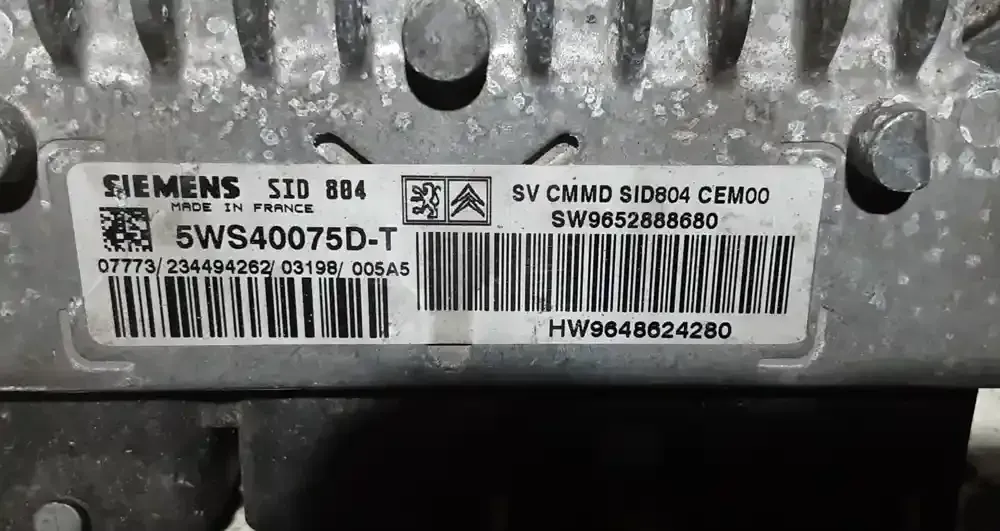 SIEMENS SID 804
MADE IN FRANCE
5WS40075D-T
07773/234494262/03198/005A5
SV CMMD SID804 CEM00
SW9652888680
HW9648624280